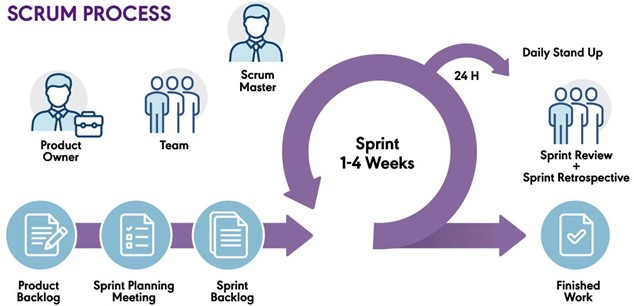 SCRUM PROCESS
Scrum
Master
Product
Owner
Team
Sprint
1-4 Weeks
24 H
Daily Stand Up
Sprint Review
+
Sprint Retrospective
Product
Backlog
Sprint Planning
Meeting
Sprint
Backlog
Finished
Work